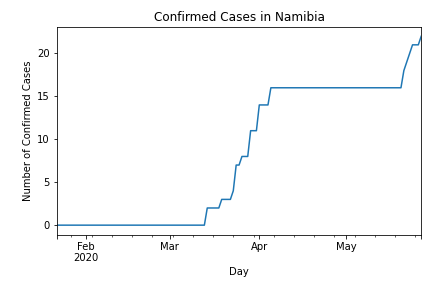 Confirmed Cases in Namibia
Number of Confirmed Cases
20
15
10
5
0
Feb
2020
Mar
Apr
May
Day